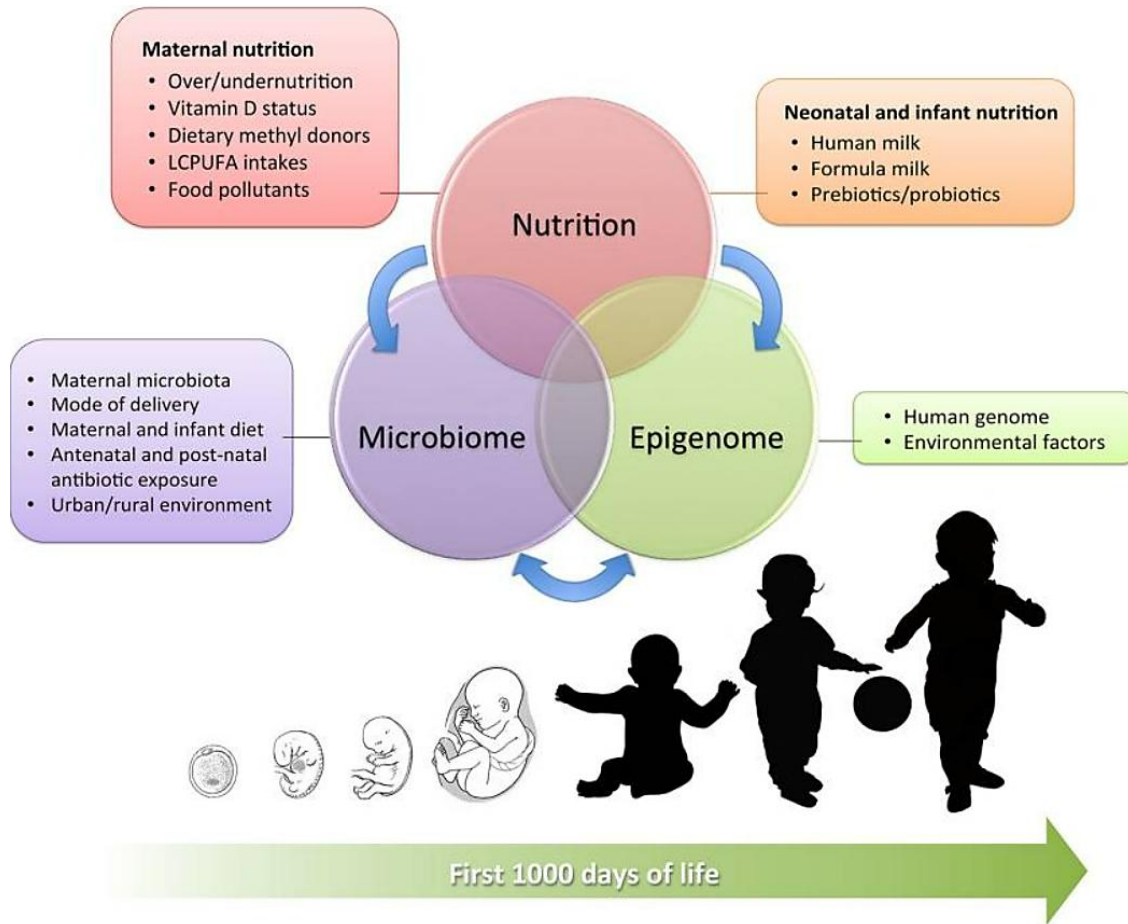 Maternal nutrition
• Over/undernutrition
• Vitamin D status
• Dietary methyl donors
• LCPUFA intakes
• Food pollutants
Neonatal and infant nutrition
• Human milk
• Formula milk
• Prebiotics/probiotics
Nutrition
• Maternal microbiota
• Mode of delivery
• Maternal and infant diet
• Antenatal and post-natal
antibiotic exposure
• Urban/rural environment
Microbiome
Epigenome
• Human genome
• Environmental factors
First 1000 days of life